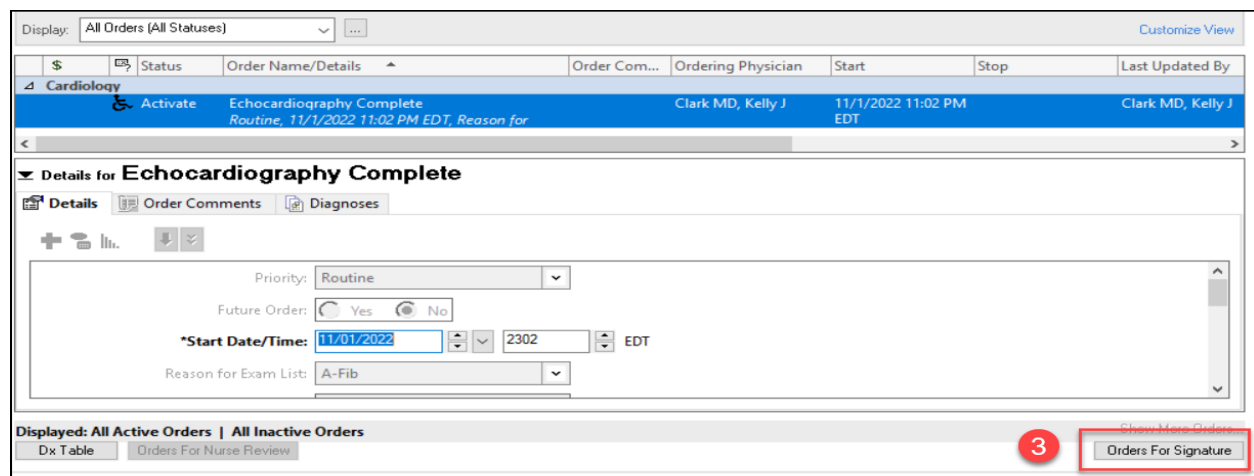 Display: All Orders (All Statuses) ... Customize View
$ Status Order Name/Details Order Com... Ordering Physician Start Stop Last Updated By
Cardiology
Activate Echocardiography Complete Clark MD, Kelly J 11/1/2022 11:02 PM Clark MD, Kelly J
Routine, 11/1/2022 11:02 PM EDT, Reason for EDT
Details for Echocardiography Complete
Details Order Comments Diagnoses
Priority: Routine
Future Order: Yes No
*Start Date/Time: 11/01/2022 2302 EDT
Reason for Exam List: A-Fib
Displayed: All Active Orders | All Inactive Orders Show More Orders...
Dx Table Orders For Nurse Review 3 Orders For Signature